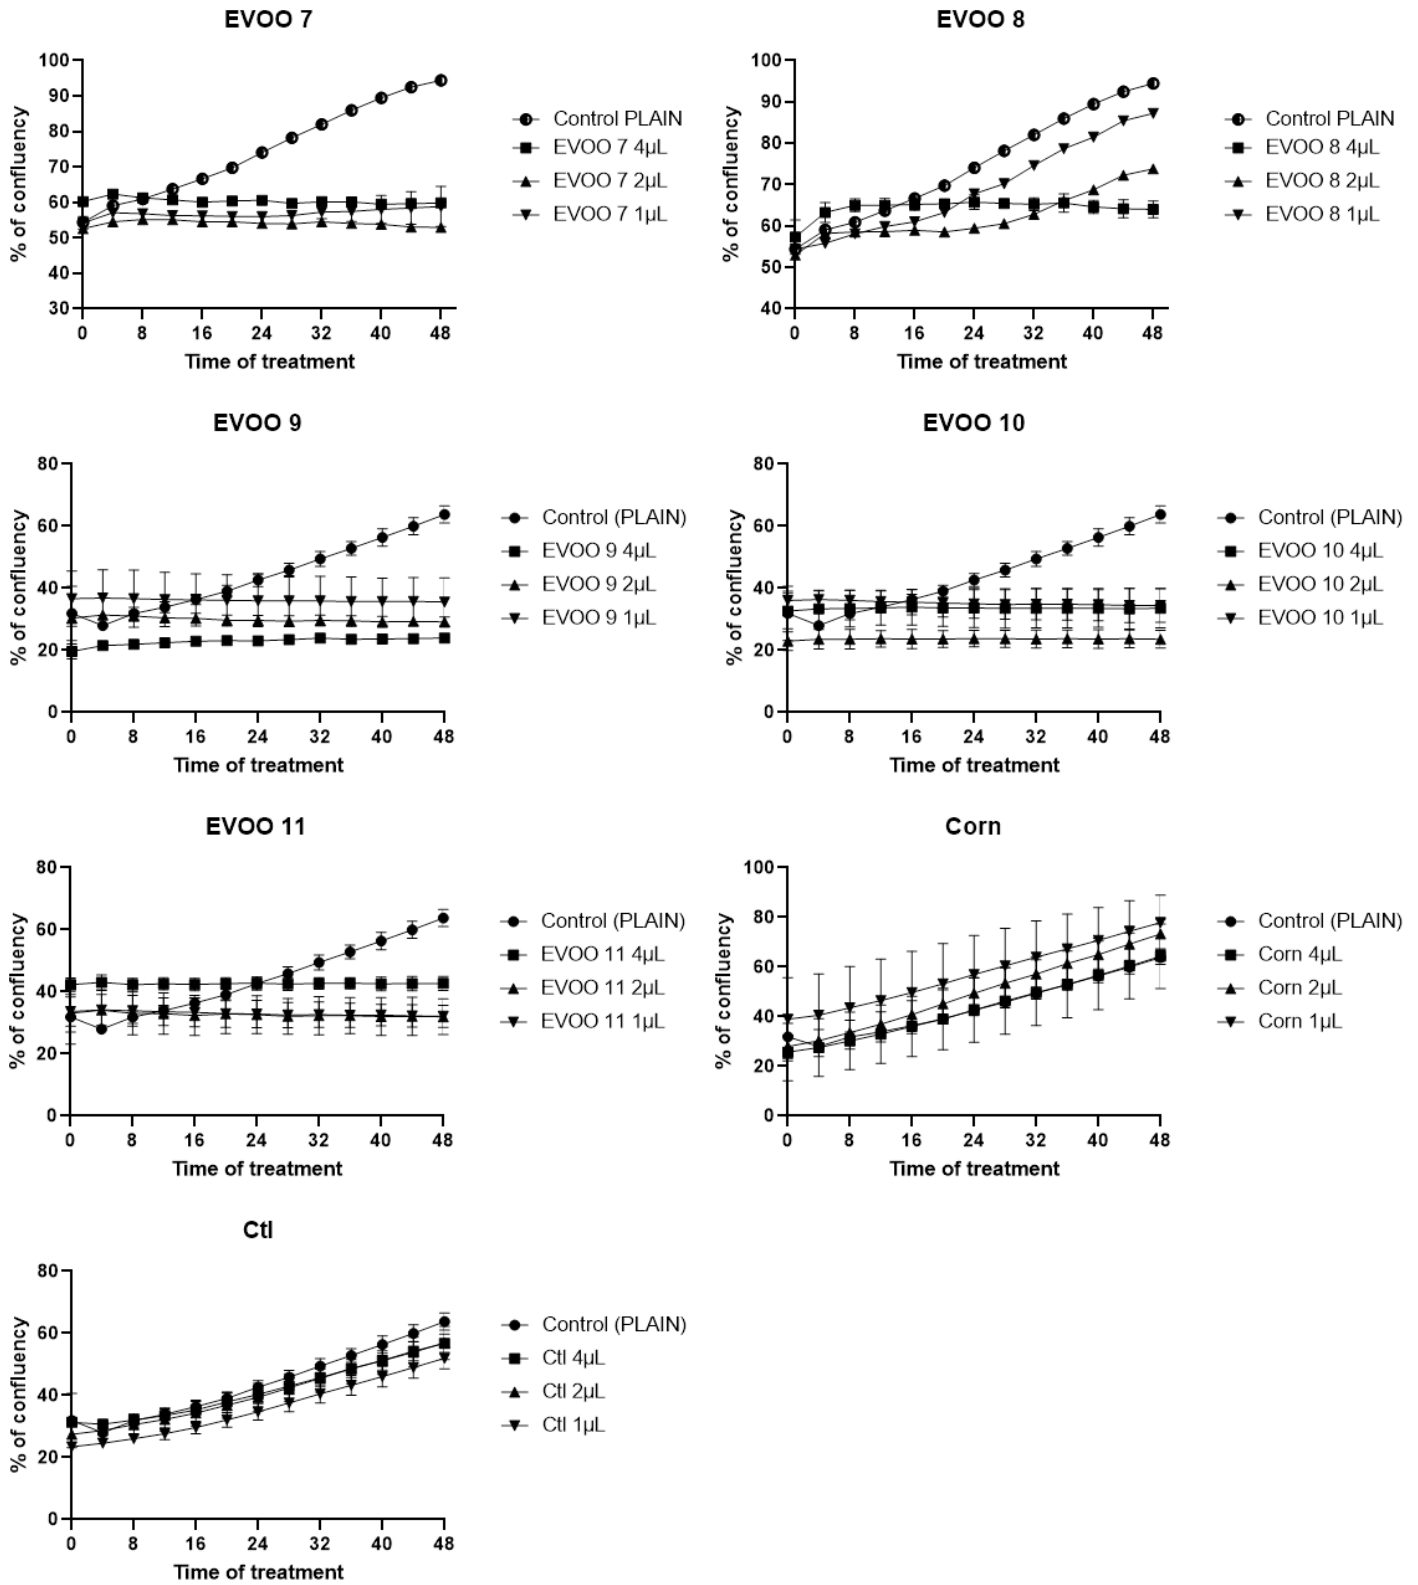 EVOO 7
% of confluency
100
90
80
70
60
50
40
30
0 8 16 24 32 40 48
Time of treatment
Control PLAIN
EVOO 7 4µL
EVOO 7 2µL
EVOO 7 1µL
EVOO 8
% of confluency
100
90
80
70
60
50
40
0 8 16 24 32 40 48
Time of treatment
Control PLAIN
EVOO 8 4µL
EVOO 8 2µL
EVOO 8 1µL
EVOO 9
% of confluency
80
60
40
20
0
0 8 16 24 32 40 48
Time of treatment
Control (PLAIN)
EVOO 9 4µL
EVOO 9 2µL
EVOO 9 1µL
EVOO 10
% of confluency
80
60
40
20
0
0 8 16 24 32 40 48
Time of treatment
Control (PLAIN)
EVOO 10 4µL
EVOO 10 2µL
EVOO 10 1µL
EVOO 11
% of confluency
80
60
40
20
0
0 8 16 24 32 40 48
Time of treatment
Control (PLAIN)
EVOO 11 4µL
EVOO 11 2µL
EVOO 11 1µL
Corn
% of confluency
100
80
60
40
20
0
0 8 16 24 32 40 48
Time of treatment
Control (PLAIN)
Corn 4µL
Corn 2µL
Corn 1µL
Ctl
% of confluency
80
60
40
20
0
0 8 16 24 32 40 48
Time of treatment
Control (PLAIN)
Ctl 4µL
Ctl 2µL
Ctl 1µL